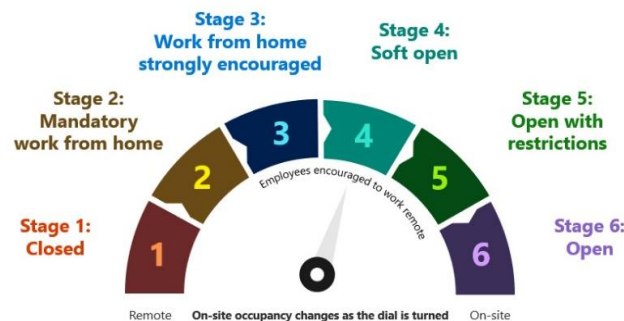 Stage 3:
Work from home
strongly encouraged
Stage 4:
Soft open
Stage 2:
Mandatory
work from home
Stage 5:
Open with
restrictions
Stage 1:
Closed
Stage 6:
Open
1
2
3
4
5
6
Employees encouraged to work remote
Remote
On-site occupancy changes as the dial is turned
On-site